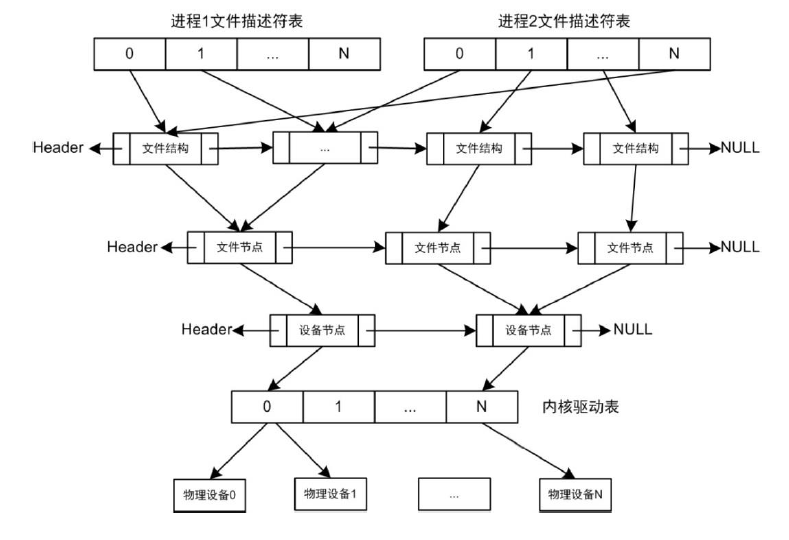 进程1文件描述符表 进程2文件描述符表
0 1 ... N 0 1 ... N
Header 文件结构 ... 文件结构 文件结构 NULL
Header 文件节点 文件节点 文件节点 NULL
Header 设备节点 设备节点 NULL
0 1 ... N 内核驱动表
物理设备0 物理设备1 ... 物理设备N